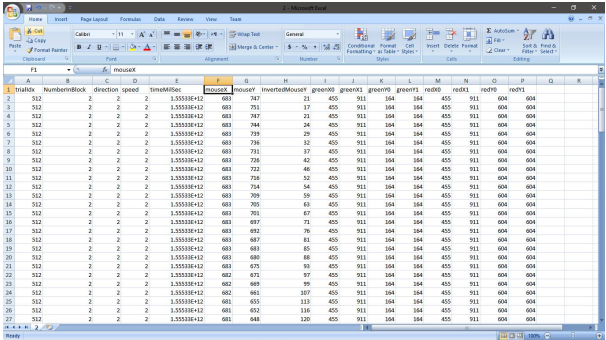 2 - Microsoft Excel
Home Insert Page Layout Formulas Data Review View Team
Paste Cut Copy Format Painter Clipboard
Calibri 11 Font
Wrap Text Merge & Center Alignment
General Number
Conditional Formatting Format as Table Cell Styles Styles
Insert Delete Format Cells
AutoSum Fill Clear Sort & Filter Find & Select Editing
F1 fx mouseX
A B C D E F G H I J K L M N O P Q R
1 trialIdx NumberinBlock direction speed timeMilSec mouseX mouseY InvertedMouseY greenX0 greenX1 greenY0 greenY1 redX0 redX1 redY0 redY1
2 512 2 2 2 1.55533E+12 683 747 21 455 911 164 164 455 911 604 604
3 512 2 2 2 1.55533E+12 683 751 17 455 911 164 164 455 911 604 604
4 512 2 2 2 1.55533E+12 683 747 21 455 911 164 164 455 911 604 604
5 512 2 2 2 1.55533E+12 683 744 24 455 911 164 164 455 911 604 604
6 512 2 2 2 1.55533E+12 683 739 29 455 911 164 164 455 911 604 604
7 512 2 2 2 1.55533E+12 683 736 32 455 911 164 164 455 911 604 604
8 512 2 2 2 1.55533E+12 683 731 37 455 911 164 164 455 911 604 604
9 512 2 2 2 1.55533E+12 683 726 42 455 911 164 164 455 911 604 604
10 512 2 2 2 1.55533E+12 683 722 46 455 911 164 164 455 911 604 604
11 512 2 2 2 1.55533E+12 683 716 52 455 911 164 164 455 911 604 604
12 512 2 2 2 1.55533E+12 683 714 54 455 911 164 164 455 911 604 604
13 512 2 2 2 1.55533E+12 683 709 59 455 911 164 164 455 911 604 604
14 512 2 2 2 1.55533E+12 683 705 63 455 911 164 164 455 911 604 604
15 512 2 2 2 1.55533E+12 683 701 67 455 911 164 164 455 911 604 604
16 512 2 2 2 1.55533E+12 683 697 71 455 911 164 164 455 911 604 604
17 512 2 2 2 1.55533E+12 683 692 76 455 911 164 164 455 911 604 604
18 512 2 2 2 1.55533E+12 683 687 81 455 911 164 164 455 911 604 604
19 512 2 2 2 1.55533E+12 683 683 85 455 911 164 164 455 911 604 604
20 512 2 2 2 1.55533E+12 683 680 88 455 911 164 164 455 911 604 604
21 512 2 2 2 1.55533E+12 683 675 93 455 911 164 164 455 911 604 604
22 512 2 2 2 1.55533E+12 682 671 97 455 911 164 164 455 911 604 604
23 512 2 2 2 1.55533E+12 682 669 99 455 911 164 164 455 911 604 604
24 512 2 2 2 1.55533E+12 682 661 107 455 911 164 164 455 911 604 604
25 512 2 2 2 1.55533E+12 681 655 113 455 911 164 164 455 911 604 604
26 512 2 2 2 1.55533E+12 681 652 116 455 911 164 164 455 911 604 604
27 512 2 2 2 1.55533E+12 681 648 120 455 911 164 164 455 911 604 604
2
Ready 100%